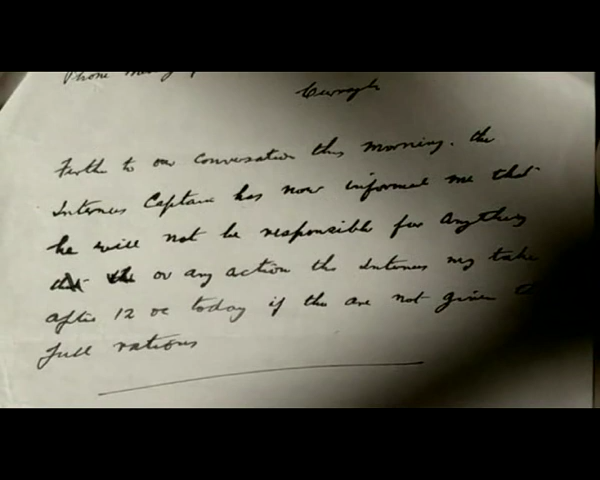 Phone
Curragh
Further to our conversation this morning. the
Internees Captain has now informed me that
he will not be responsible for anything
or any action the Internees may take
after 12 oc today if they are not given
full rations